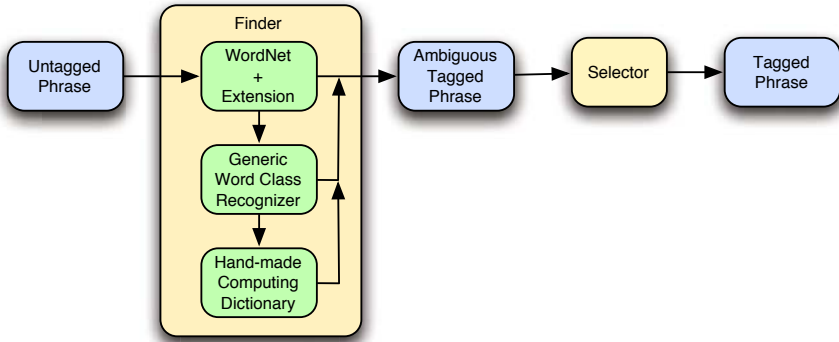 Finder
Untagged
Phrase
WordNet
+
Extension
Generic
Word Class
Recognizer
Hand-made
Computing
Dictionary
Ambiguous
Tagged
Phrase
Selector
Tagged
Phrase